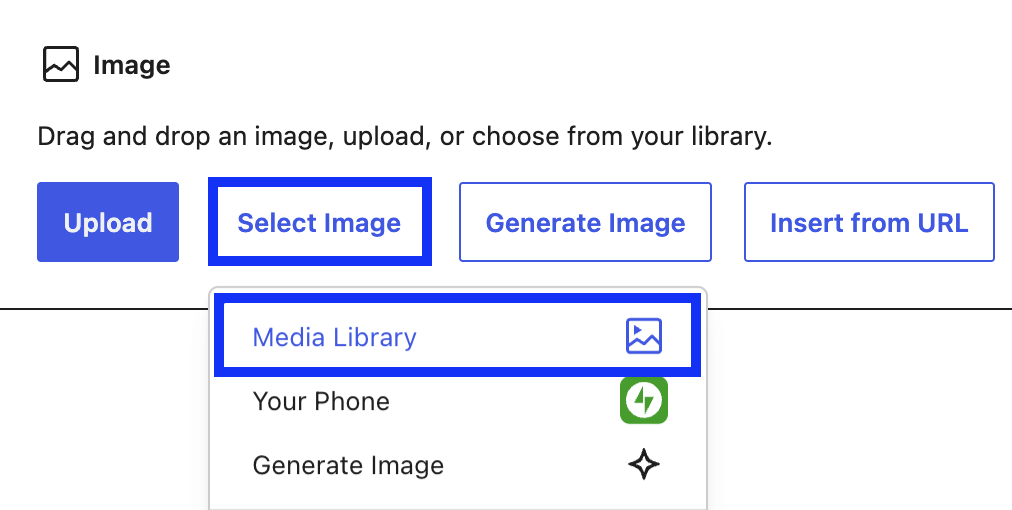 Image
Drag and drop an image, upload, or choose from your library.
Upload Select Image Generate Image Insert from URL
Media Library
Your Phone
Generate Image